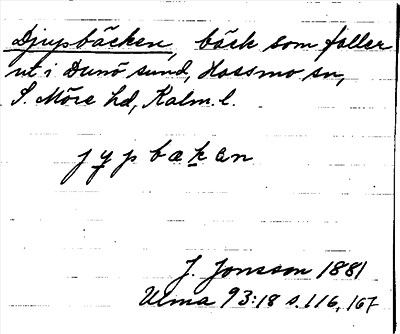 Djupbäcken, bäck som faller
ut i Dunö sund, Hossmo sn,
S. Möre hd, Kalm. l.
jypbækan
J. Jonsson 1881
Ulma 93:18 s. 116, 167